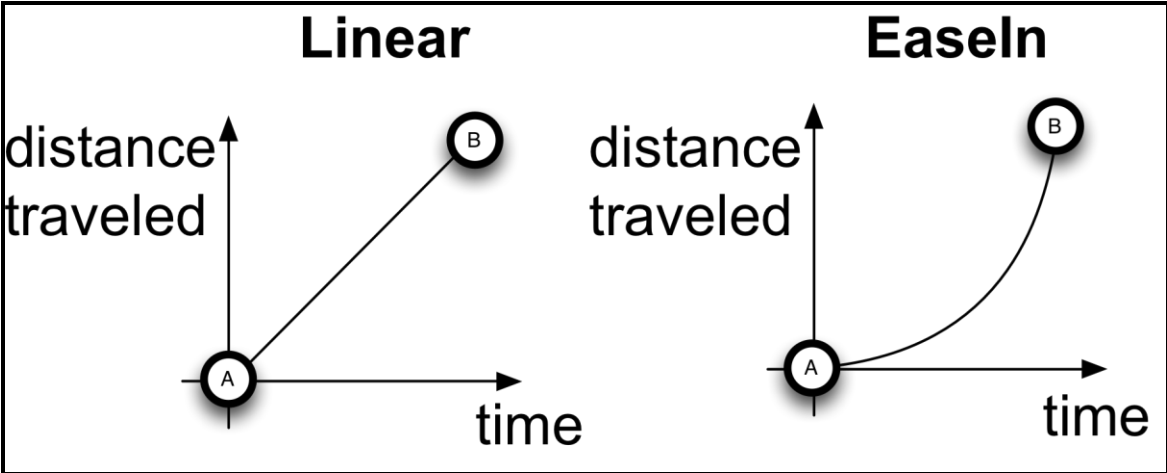 Linear
distance
traveled
B
A
time
EaseIn
distance
traveled
B
A
time